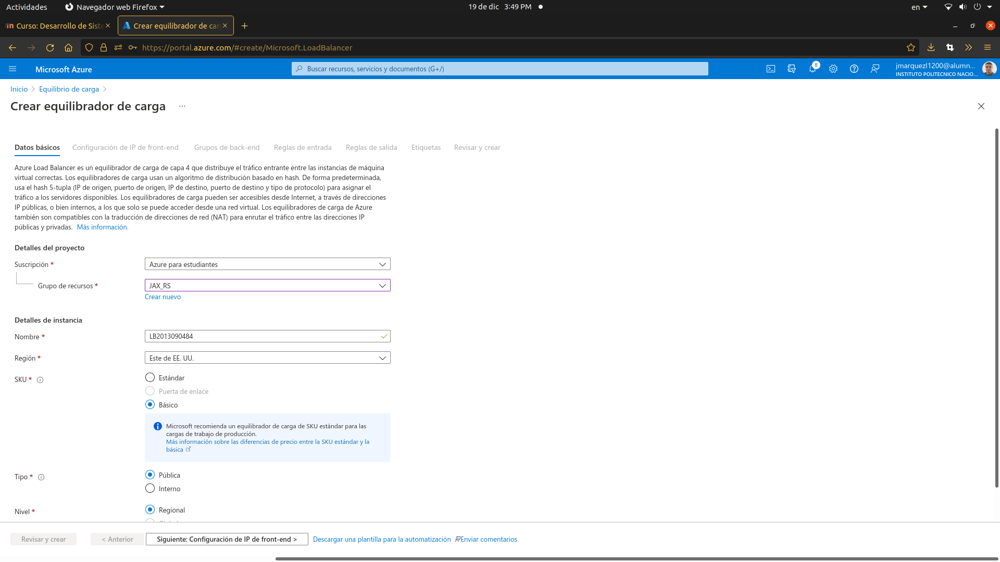 Actividades
Navegador web Firefox
19 de dic 3:49 PM
en
Curso: Desarrollo de Siste
Crear equilibrador de car
https://portal.azure.com/#create/Microsoft.LoadBalancer
Microsoft Azure
Buscar recursos, servicios y documentos (G+/)
8
jmarquezl1200@alumn...
INSTITUTO POLITECNICO NACIO...
Inicio > Equilibrio de carga >
Crear equilibrador de carga ...
Datos básicos
Configuración de IP de front-end
Grupos de back-end
Reglas de entrada
Reglas de salida
Etiquetas
Revisar y crear
Azure Load Balancer es un equilibrador de carga de capa 4 que distribuye el tráfico entrante entre las instancias de máquina
virtual correctas. Los equilibradores de carga usan un algoritmo de distribución basado en hash. De forma predeterminada,
usa el hash 5-tupla (IP de origen, puerto de origen, IP de destino, puerto de destino y tipo de protocolo) para asignar el
tráfico a los servidores disponibles. Los equilibradores de carga pueden ser accesibles desde Internet, a través de direcciones
IP públicas, o bien internos, a los que solo se puede acceder desde una red virtual. Los equilibradores de carga de Azure
también son compatibles con la traducción de direcciones de red (NAT) para enrutar el tráfico entre las direcciones IP
públicas y privadas. Más información.
Detalles del proyecto
Suscripción *
Azure para estudiantes
Grupo de recursos *
JAX_RS
Crear nuevo
Detalles de instancia
Nombre *
LB2013090484
Región *
Este de EE. UU.
SKU *
Estándar
Puerta de enlace
Básico
Microsoft recomienda un equilibrador de carga de SKU estándar para las
cargas de trabajo de producción.
Más información sobre las diferencias de precio entre la SKU estándar y la
básica
Tipo *
Pública
Interno
Nivel *
Regional
Revisar y crear
< Anterior
Siguiente: Configuración de IP de front-end >
Descargar una plantilla para la automatización
Enviar comentarios